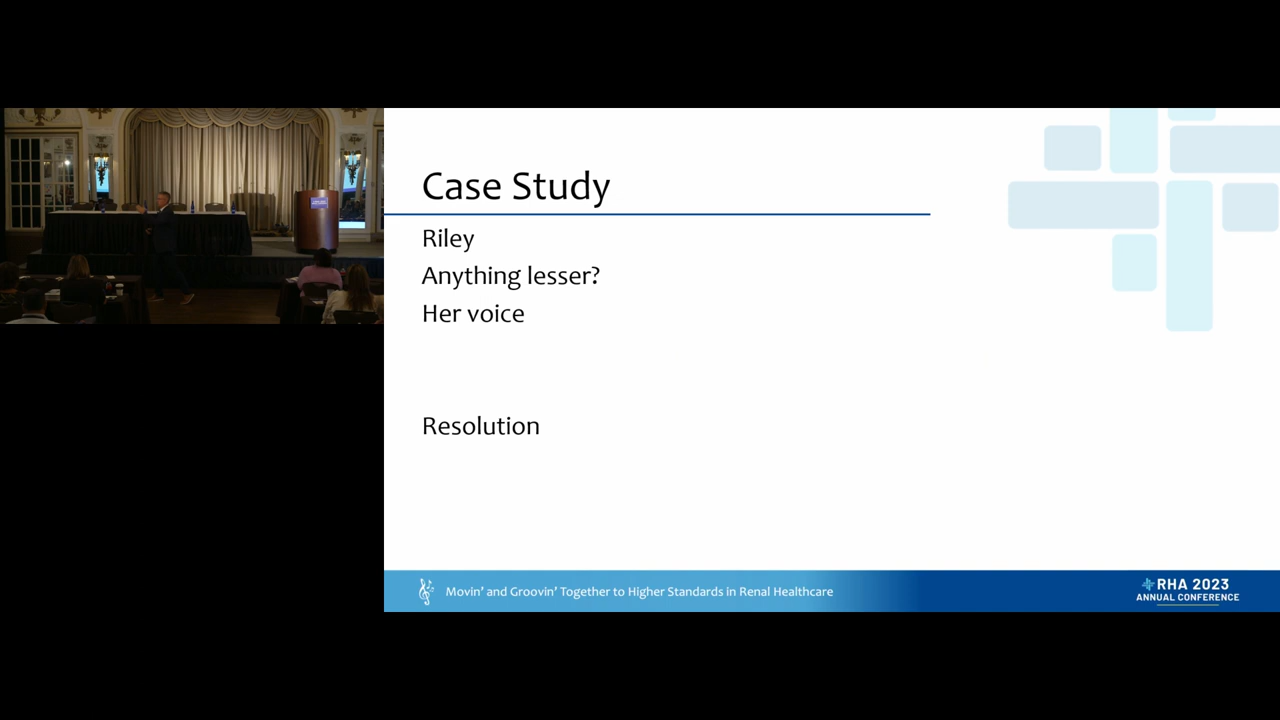 Case Study
Riley
Anything lesser?
Her voice
Resolution
Movin' and Groovin' Together to Higher Standards in Renal Healthcare
RHA 2023
ANNUAL CONFERENCE